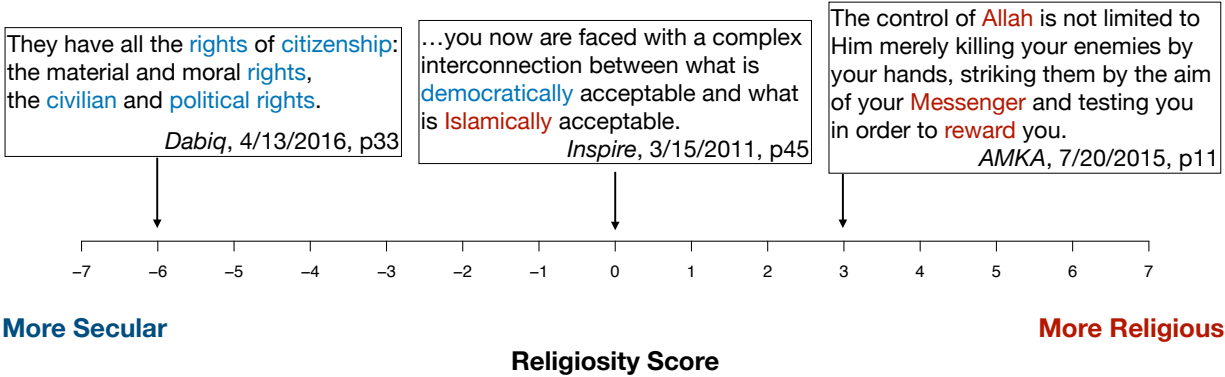 They have all the rights of citizenship:
the material and moral rights,
the civilian and political rights.
Dabiq, 4/13/2016, p33
…you now are faced with a complex
interconnection between what is
democratically acceptable and what
is Islamically acceptable.
Inspire, 3/15/2011, p45
The control of Allah is not limited to
Him merely killing your enemies by
your hands, striking them by the aim
of your Messenger and testing you
in order to reward you.
AMKA, 7/20/2015, p11
−7 −6 −5 −4 −3 −2 −1 0 1 2 3 4 5 6 7
More Secular
More Religious
Religiosity Score